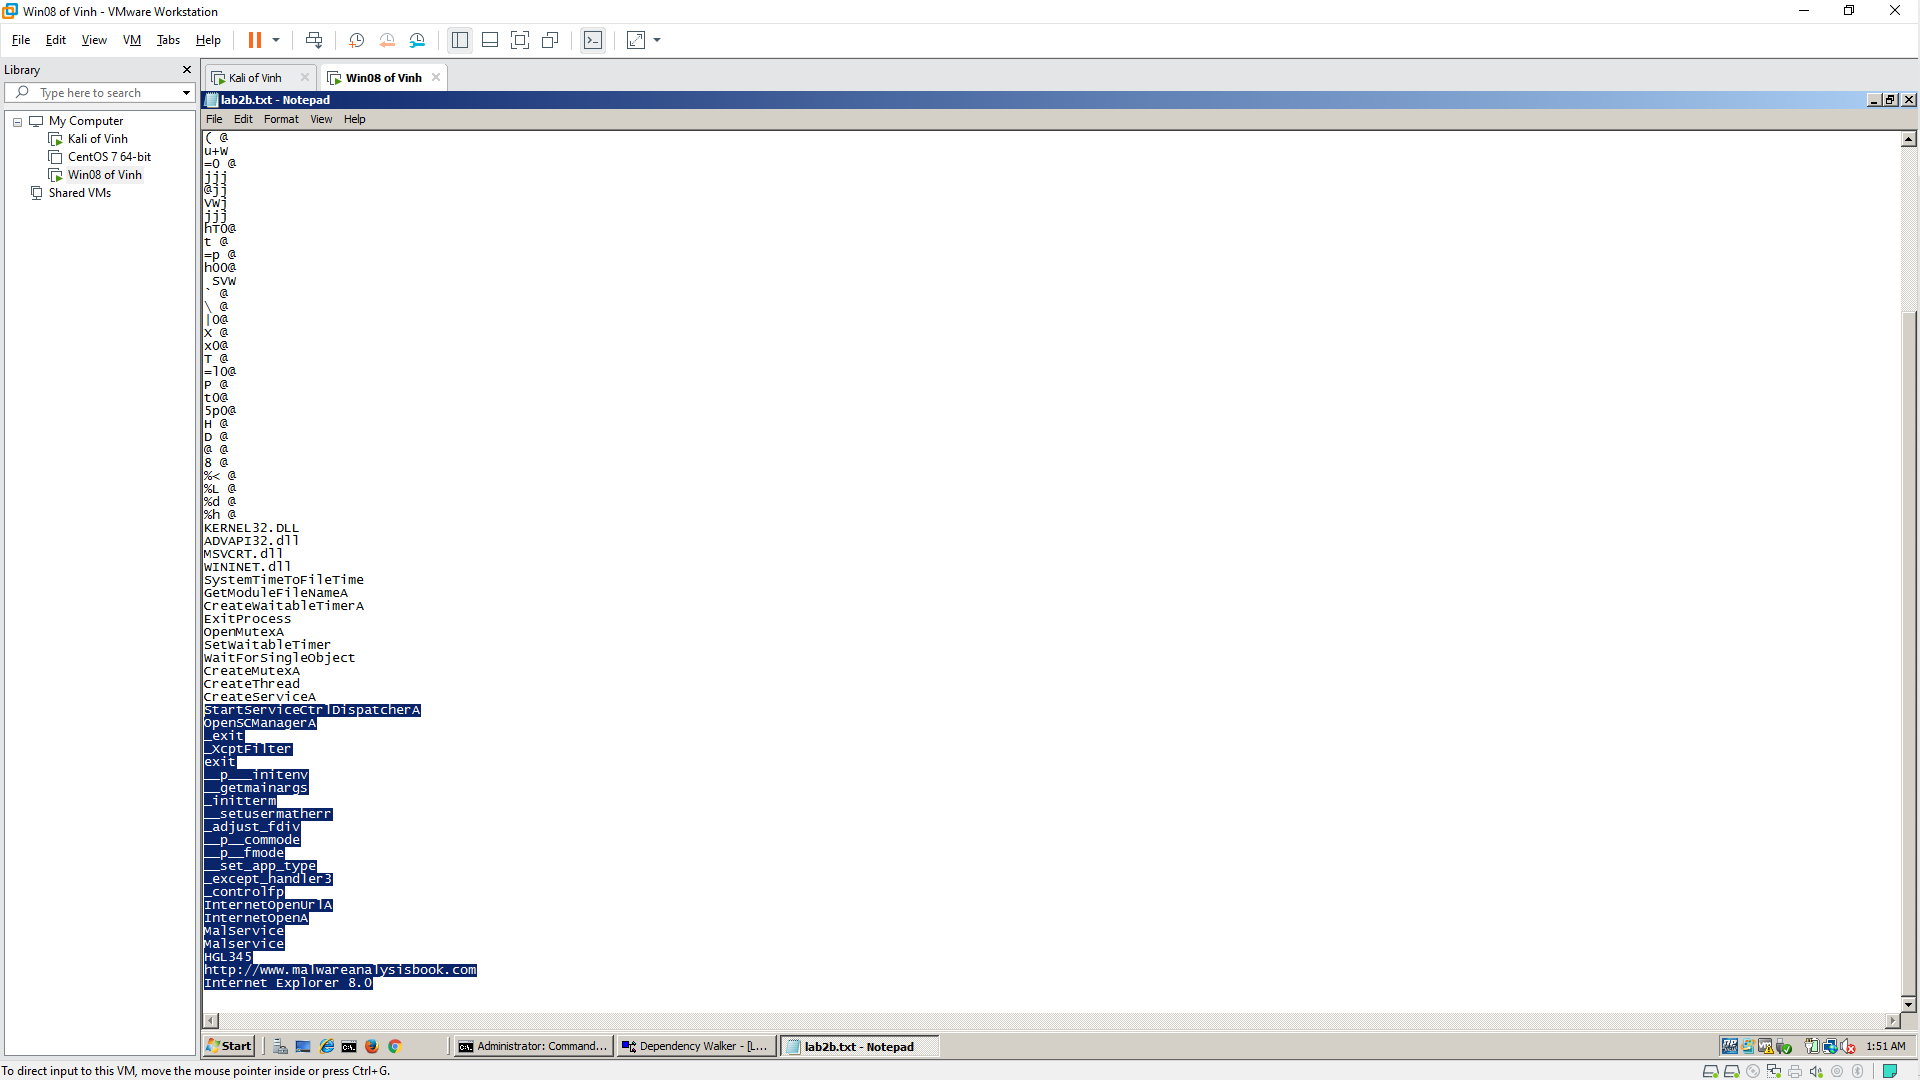 Win08 of Vinh - VMware Workstation
File Edit View VM Tabs Help
Library
Type here to search
My Computer
Kali of Vinh
CentOS 7 64-bit
Win08 of Vinh
Shared VMs
Kali of Vinh
Win08 of Vinh
lab2b.txt - Notepad
File Edit Format View Help
( @
u+W
=0 @
jjj
@jj
VWj
jjj
hT0@
t @
=p @
h00@
SVW
` @
\ @
|0@
X @
x0@
T @
=l0@
P @
t0@
5p0@
H @
D @
@ @
8 @
%< @
%L @
%d @
%h @
KERNEL32.DLL
ADVAPI32.dll
MSVCRT.dll
WININET.dll
SystemTimeToFileTime
GetModuleFileNameA
CreateWaitableTimerA
ExitProcess
OpenMutexA
SetWaitableTimer
WaitForSingleObject
CreateMutexA
CreateThread
CreateServiceA
StartServiceCtrlDispatcherA
OpenSCManagerA
_exit
_XcptFilter
exit
__p___initenv
__getmainargs
_initterm
__setusermatherr
_adjust_fdiv
__p__commode
__p__fmode
__set_app_type
_except_handler3
_controlfp
InternetOpenUrlA
InternetOpenA
MalService
Malservice
HGL345
http://www.malwareanalysisbook.com
Internet Explorer 8.0
Start
Administrator: Command...
Dependency Walker - [L...
lab2b.txt - Notepad
1:51 AM
To direct input to this VM, move the mouse pointer inside or press Ctrl+G.